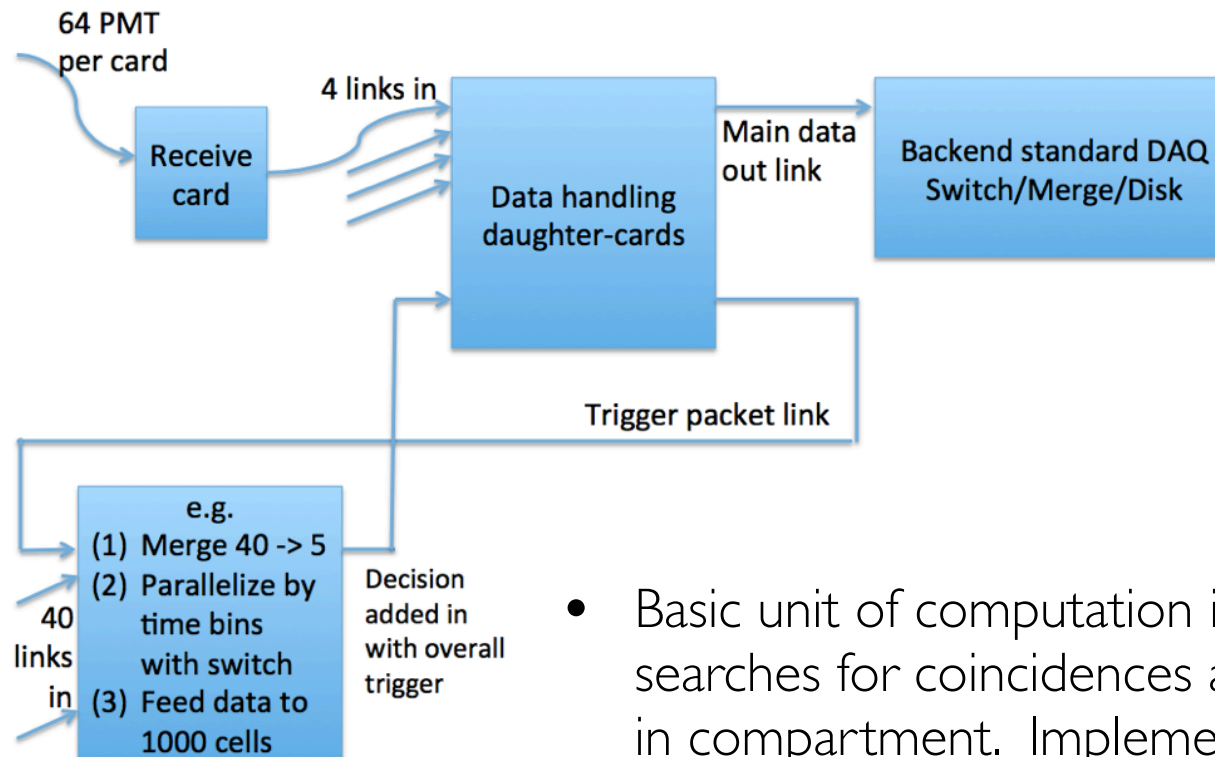 64 PMT
per card
4 links in
Receive
card
Data handling
daughter-cards
Main data
out link
Backend standard DAQ
Switch/Merge/Disk
Trigger packet link
e.g.
(1) Merge 40 -> 5
(2) Parallelize by
time bins
with switch
(3) Feed data to
1000 cells
40
links
in
Decision
added in
with overall
trigger
• Basic unit of computation i
searches for coincidences a
in compartment. Impleme